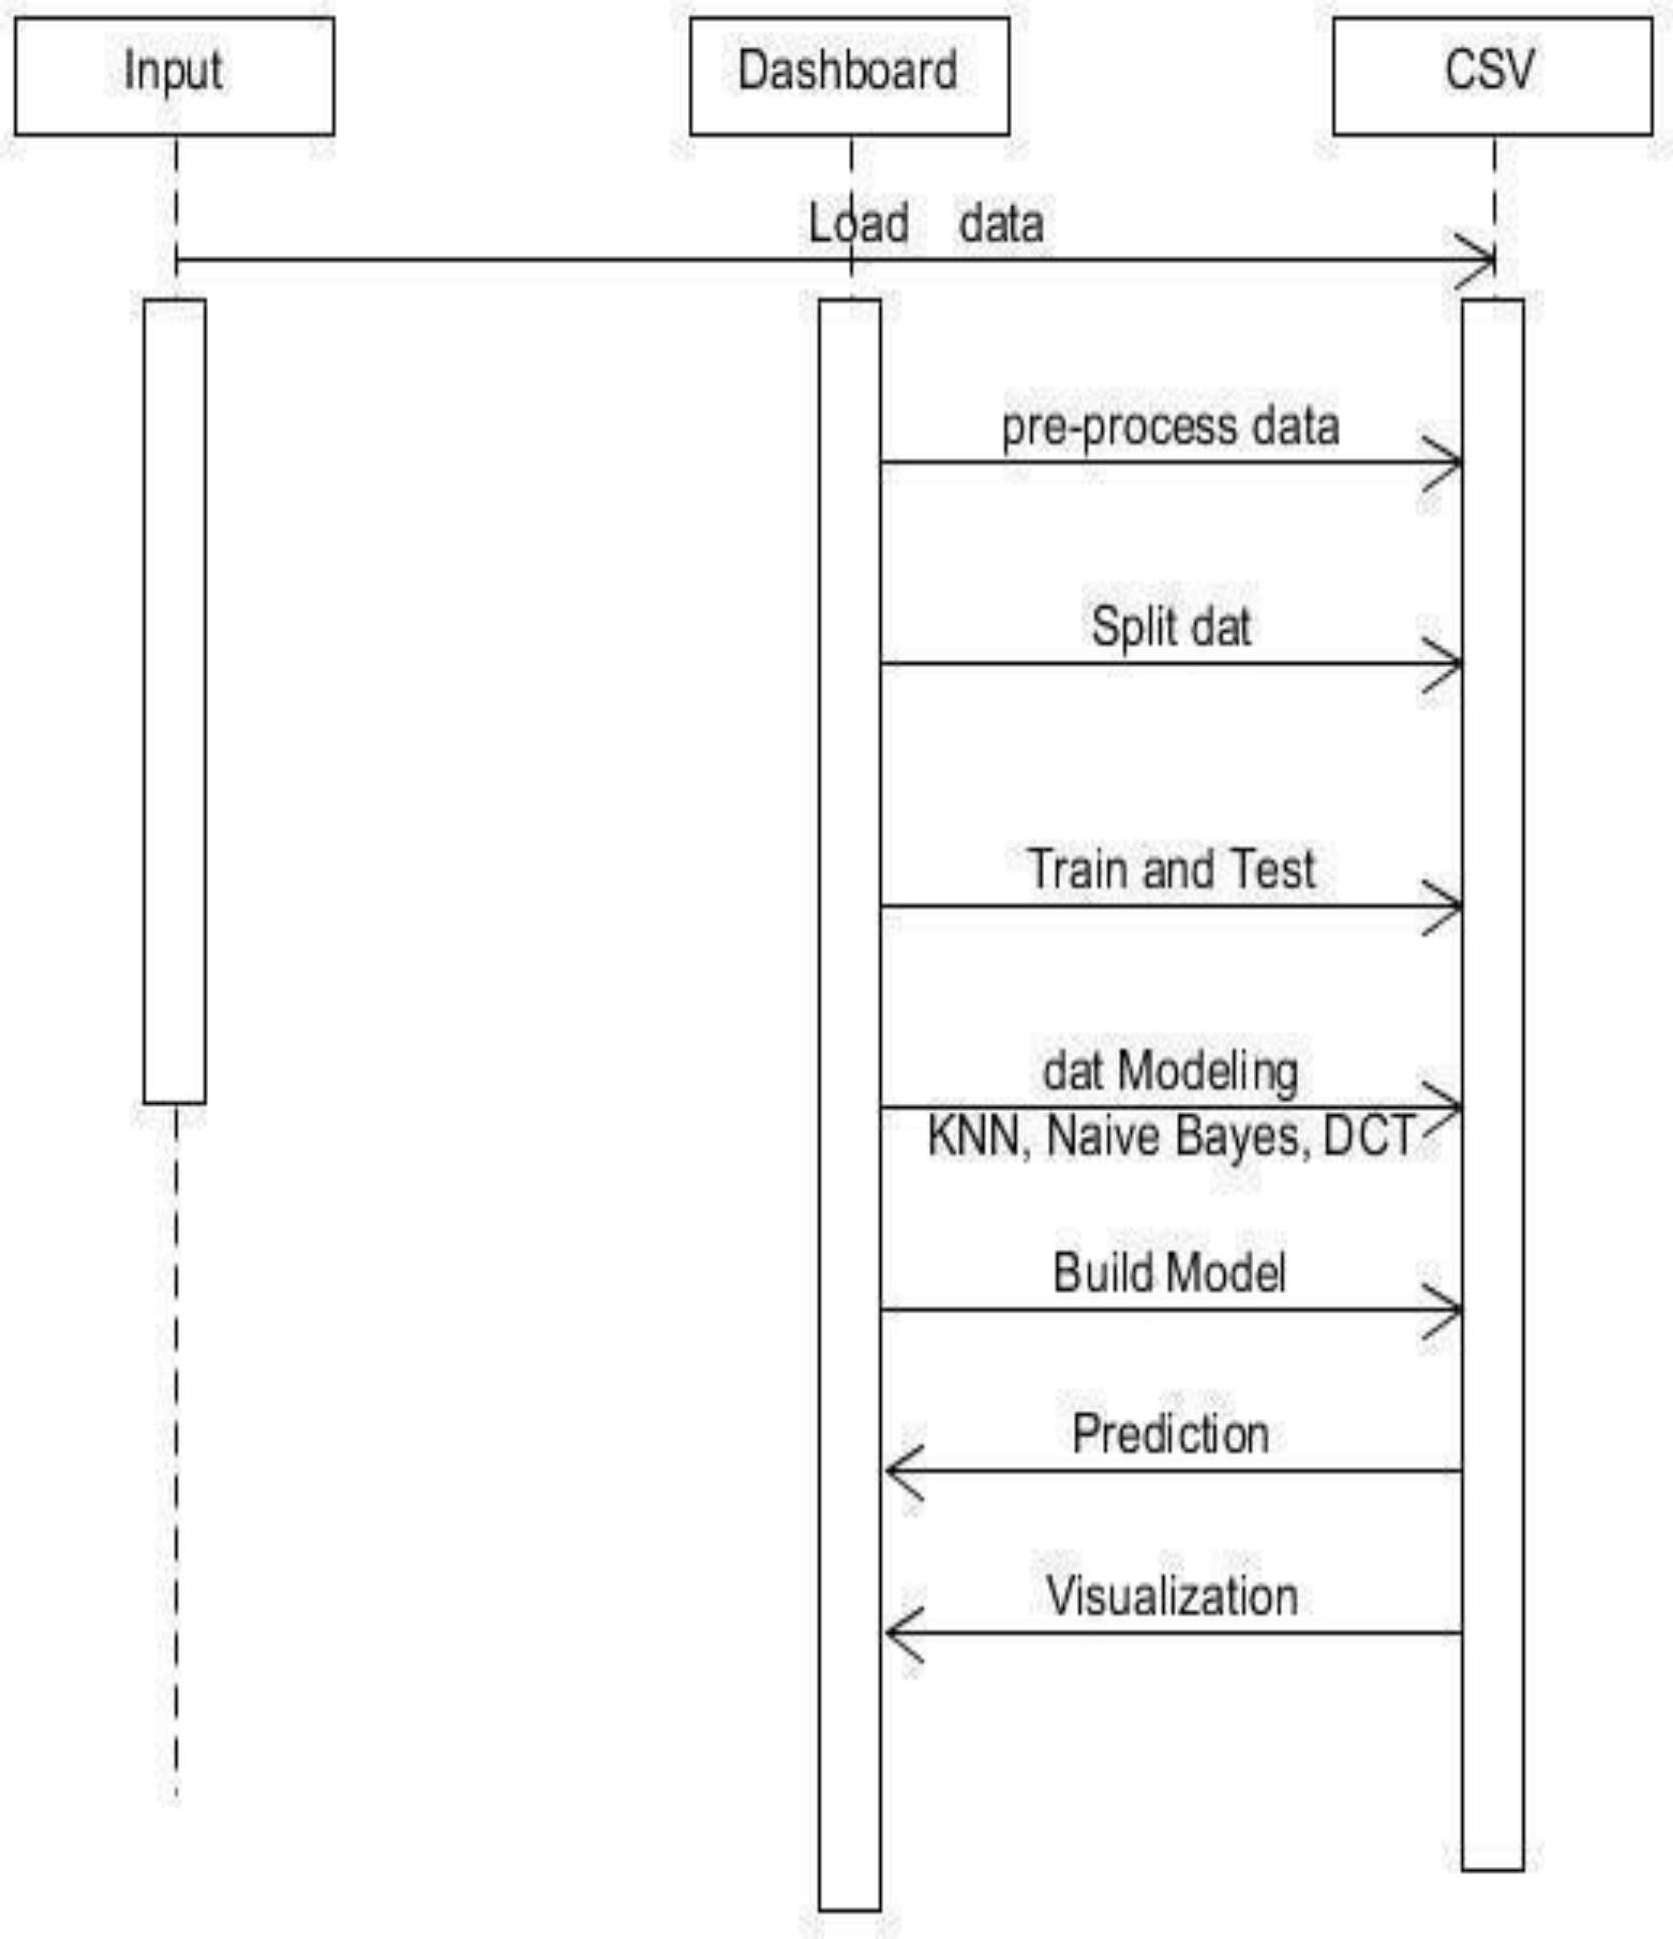 Input
Dashboard
CSV
Load data
pre-process data
Split dat
Train and Test
dat Modeling
KNN, Naive Bayes, DCT
Build Model
Prediction
Visualization